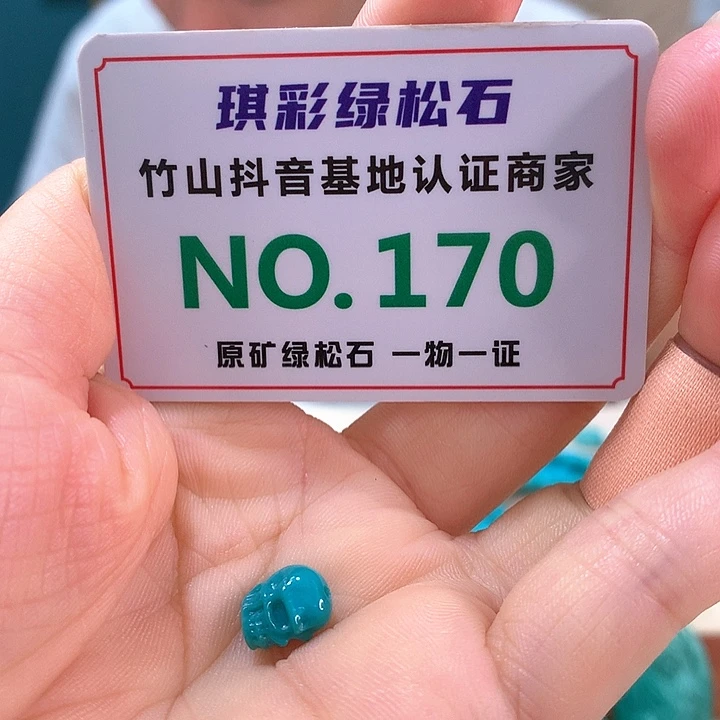 琪彩绿松石
竹山抖音基地认证商家
NO. 170
原矿绿松石 一物一证